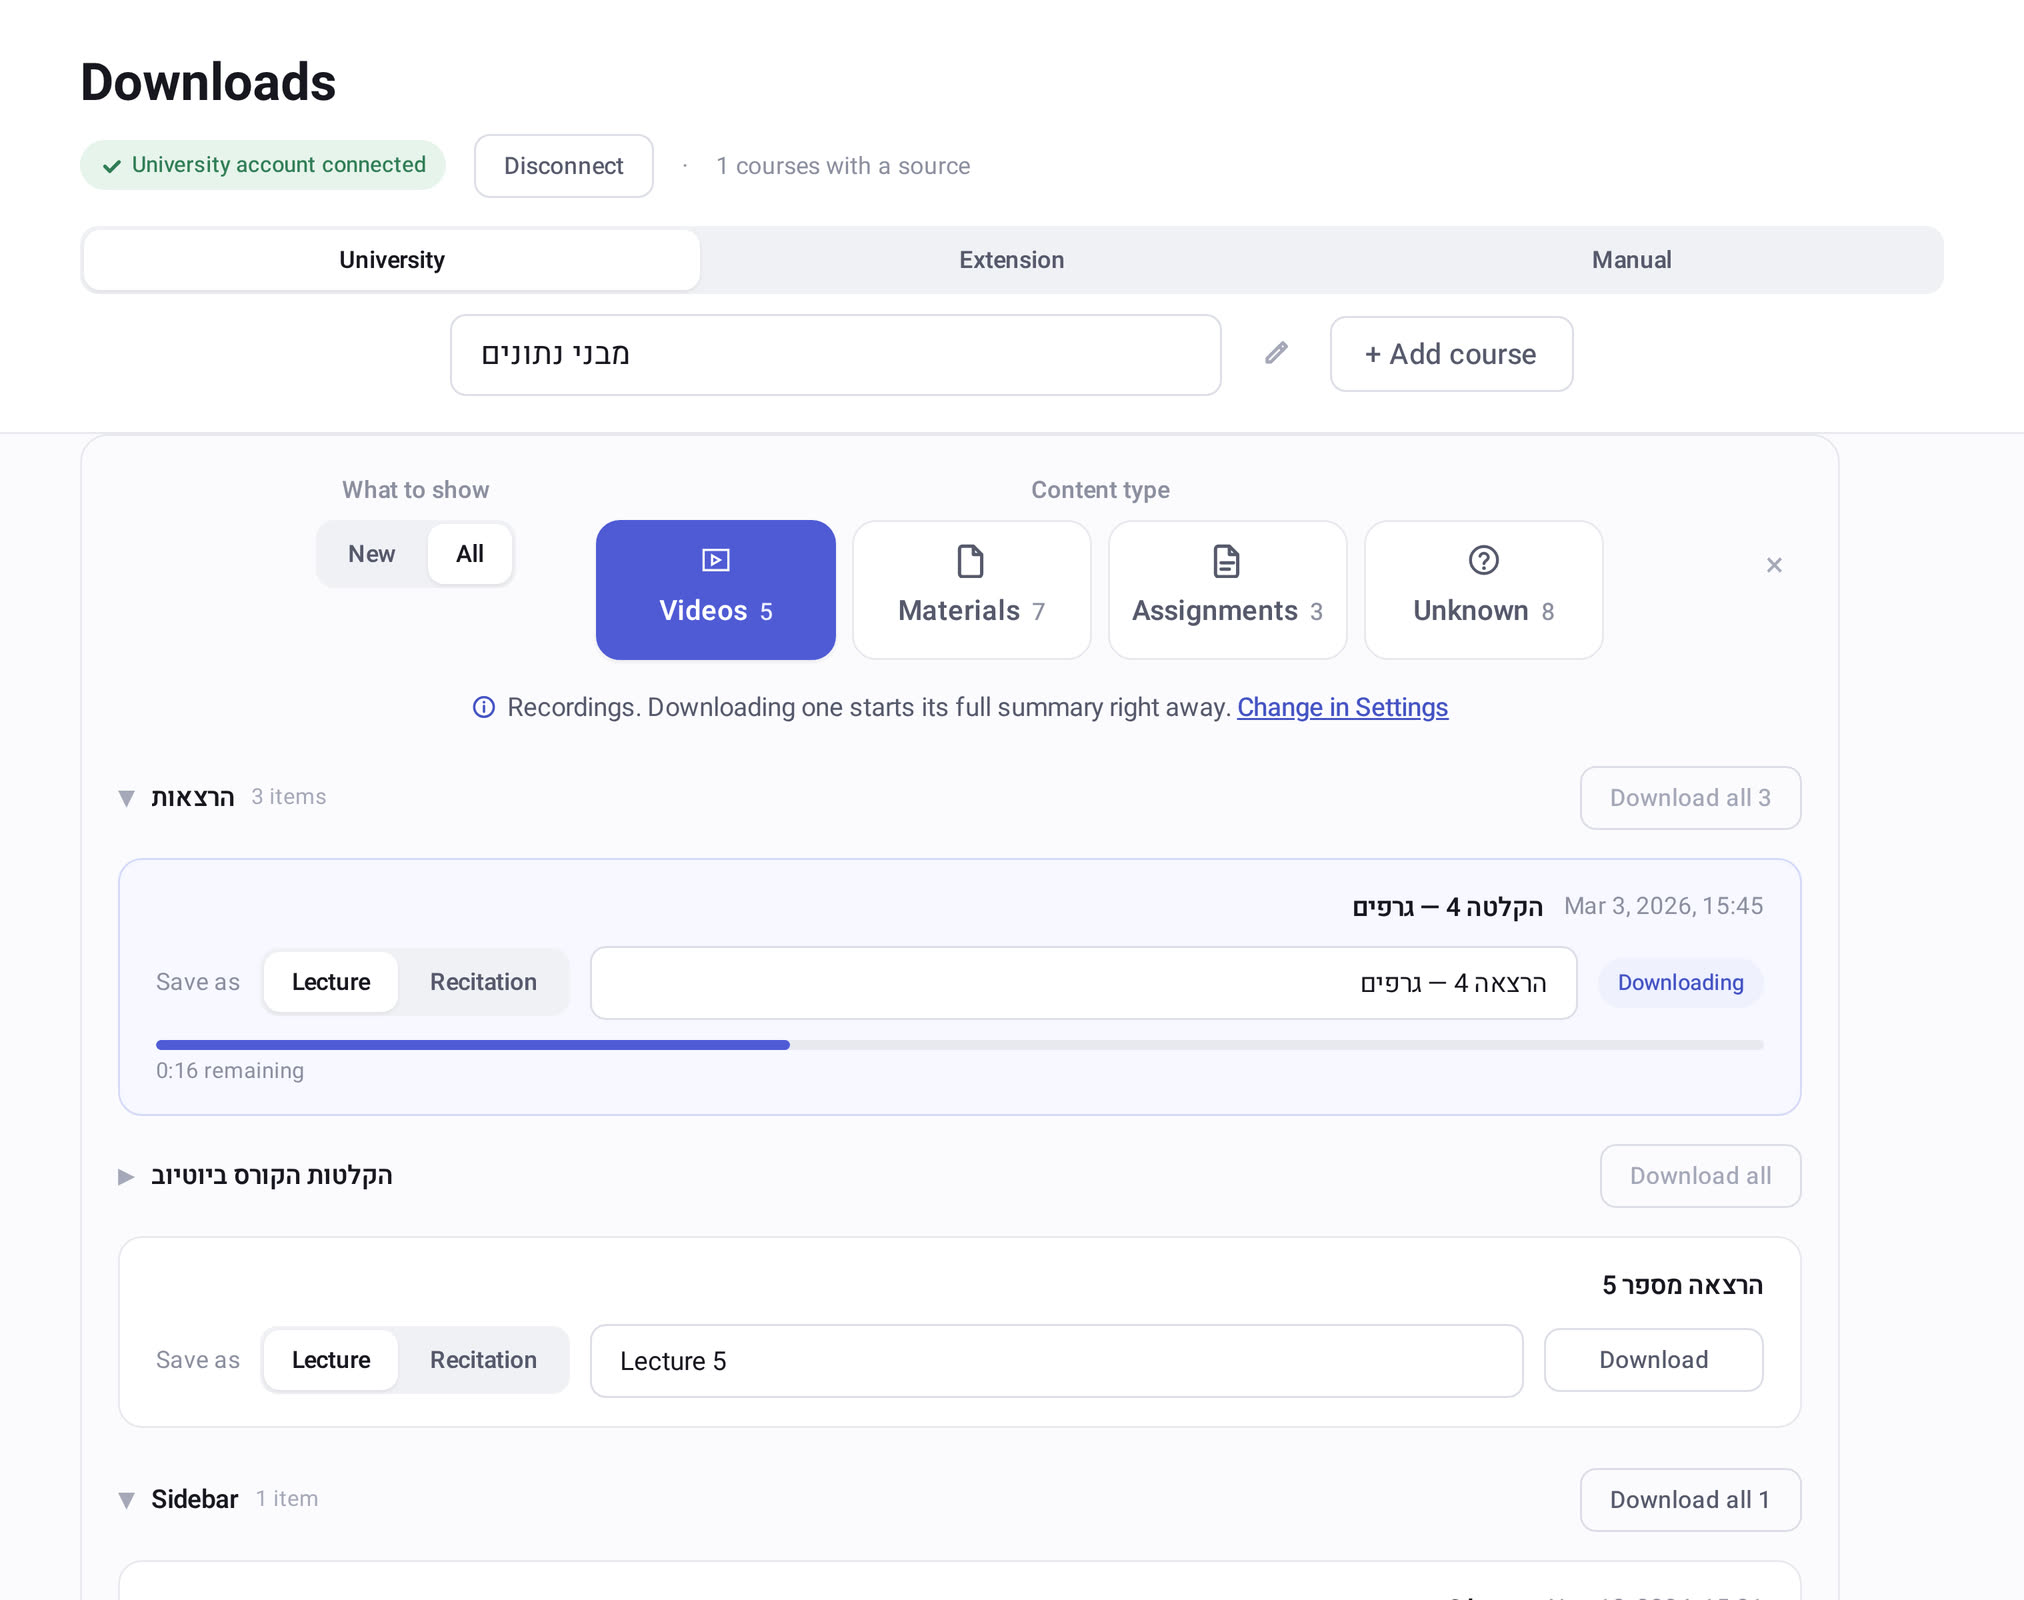 Downloads
University account connected Disconnect · 1 courses with a source
University Extension Manual
מבני נתונים + Add course
What to show Content type
New All
Videos 5 Materials 7 Assignments 3 Unknown 8
×
Recordings. Downloading one starts its full summary right away. Change in Settings
הרצאות 3 items Download all 3
הקלטה 4 – גרפים Mar 3, 2026, 15:45
Save as Lecture Recitation הרצאה 4 – גרפים Downloading
0:16 remaining
הקלטות הקורס ביוטיוב Download all
הרצאה מספר 5
Save as Lecture Recitation Lecture 5 Download
Sidebar 1 item Download all 1